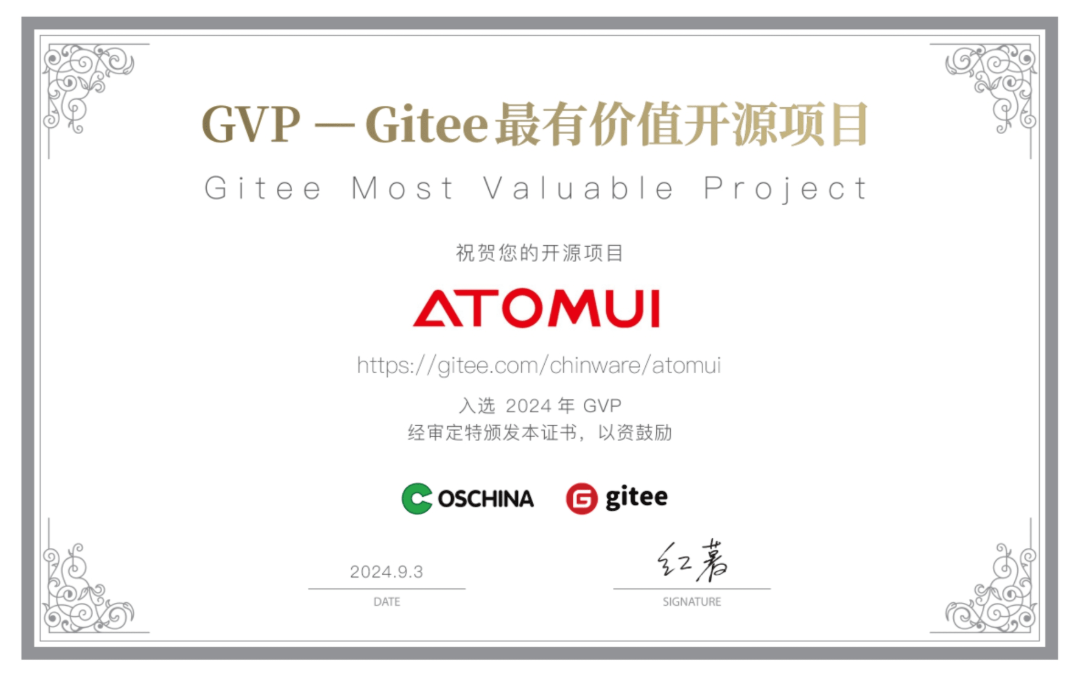 GVP — Gitee最有价值开源项目
Gitee Most Valuable Project
祝贺您的开源项目
ATOMUI
https://gitee.com/chinware/atomui
入选 2024 年 GVP
经审定特颁发本证书，以资鼓励
OSCHINA gitee
2024.9.3 红薯
DATE SIGNATURE